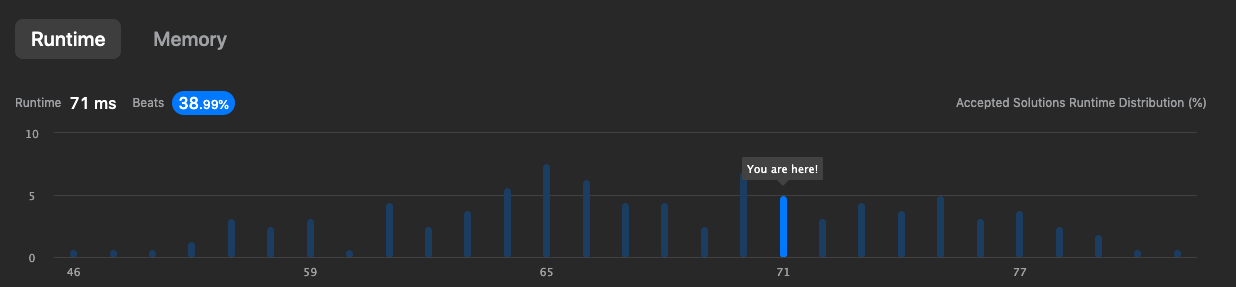 Runtime Memory
Runtime 71 ms Beats 38.99% Accepted Solutions Runtime Distribution (%)
10
You are here!
5
0
46 59 65 71 77